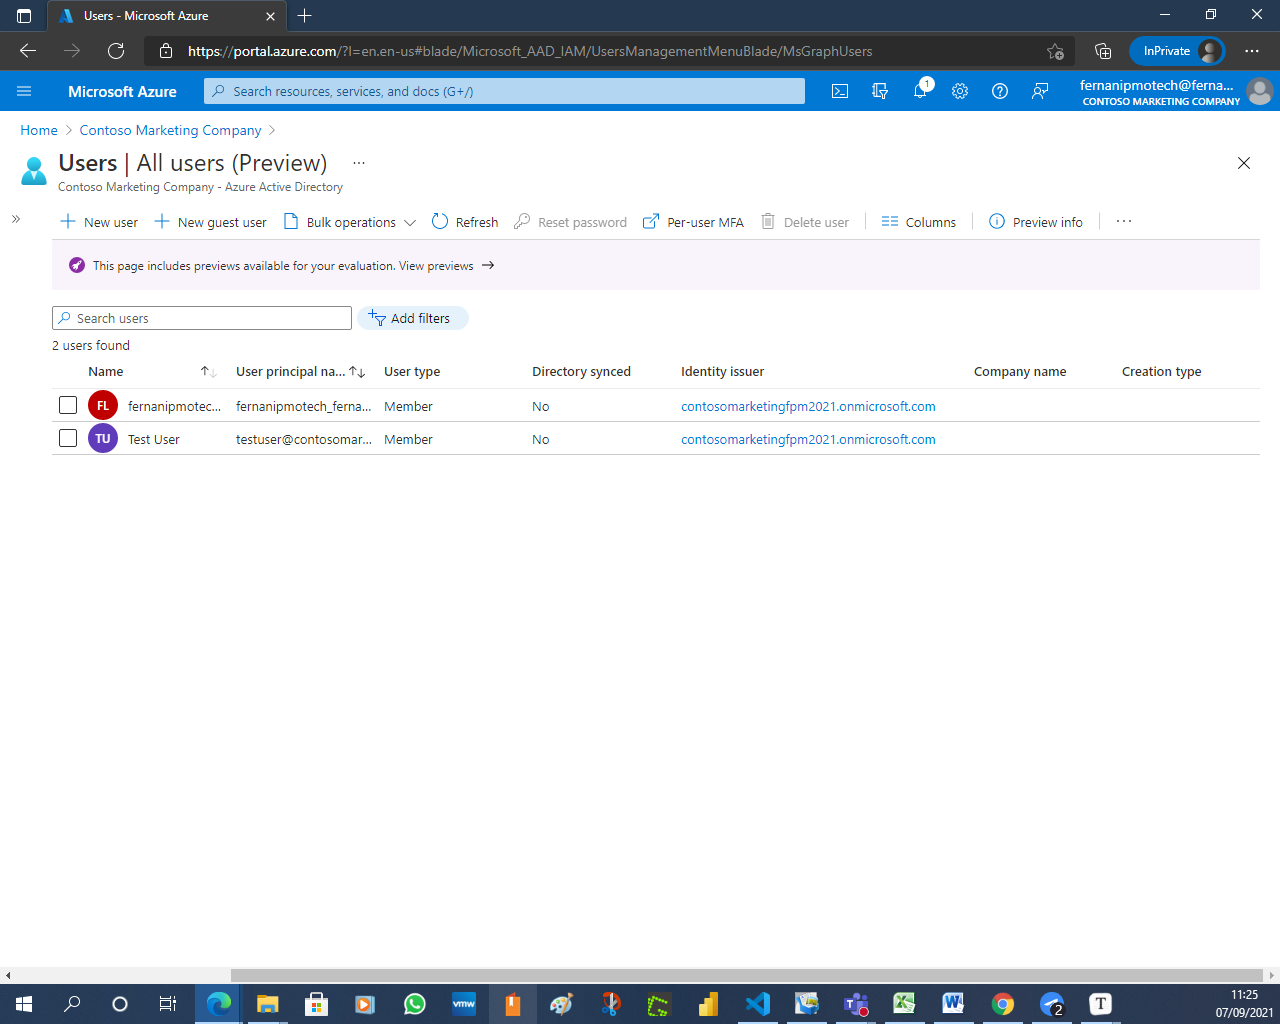 Users - Microsoft Azure
https://portal.azure.com/?l=en.en-us#blade/Microsoft_AAD_IAM/UsersManagementMenuBlade/MsGraphUsers
InPrivate
Microsoft Azure
Search resources, services, and docs (G+/)
1
fernanipmotech@ferna...
CONTOSO MARKETING COMPANY
Home > Contoso Marketing Company >
Users | All users (Preview) ...
Contoso Marketing Company - Azure Active Directory
New user
New guest user
Bulk operations
Refresh
Reset password
Per-user MFA
Delete user
Columns
Preview info
...
This page includes previews available for your evaluation. View previews →
Search users
Add filters
2 users found
Name
User principal na...
User type
Directory synced
Identity issuer
Company name
Creation type
FL fernanipmotec... fernanipmotech_ferna... Member No contosomarketingfpm2021.onmicrosoft.com
TU Test User testuser@contosomar... Member No contosomarketingfpm2021.onmicrosoft.com
vmw
2
T
11:25
07/09/2021